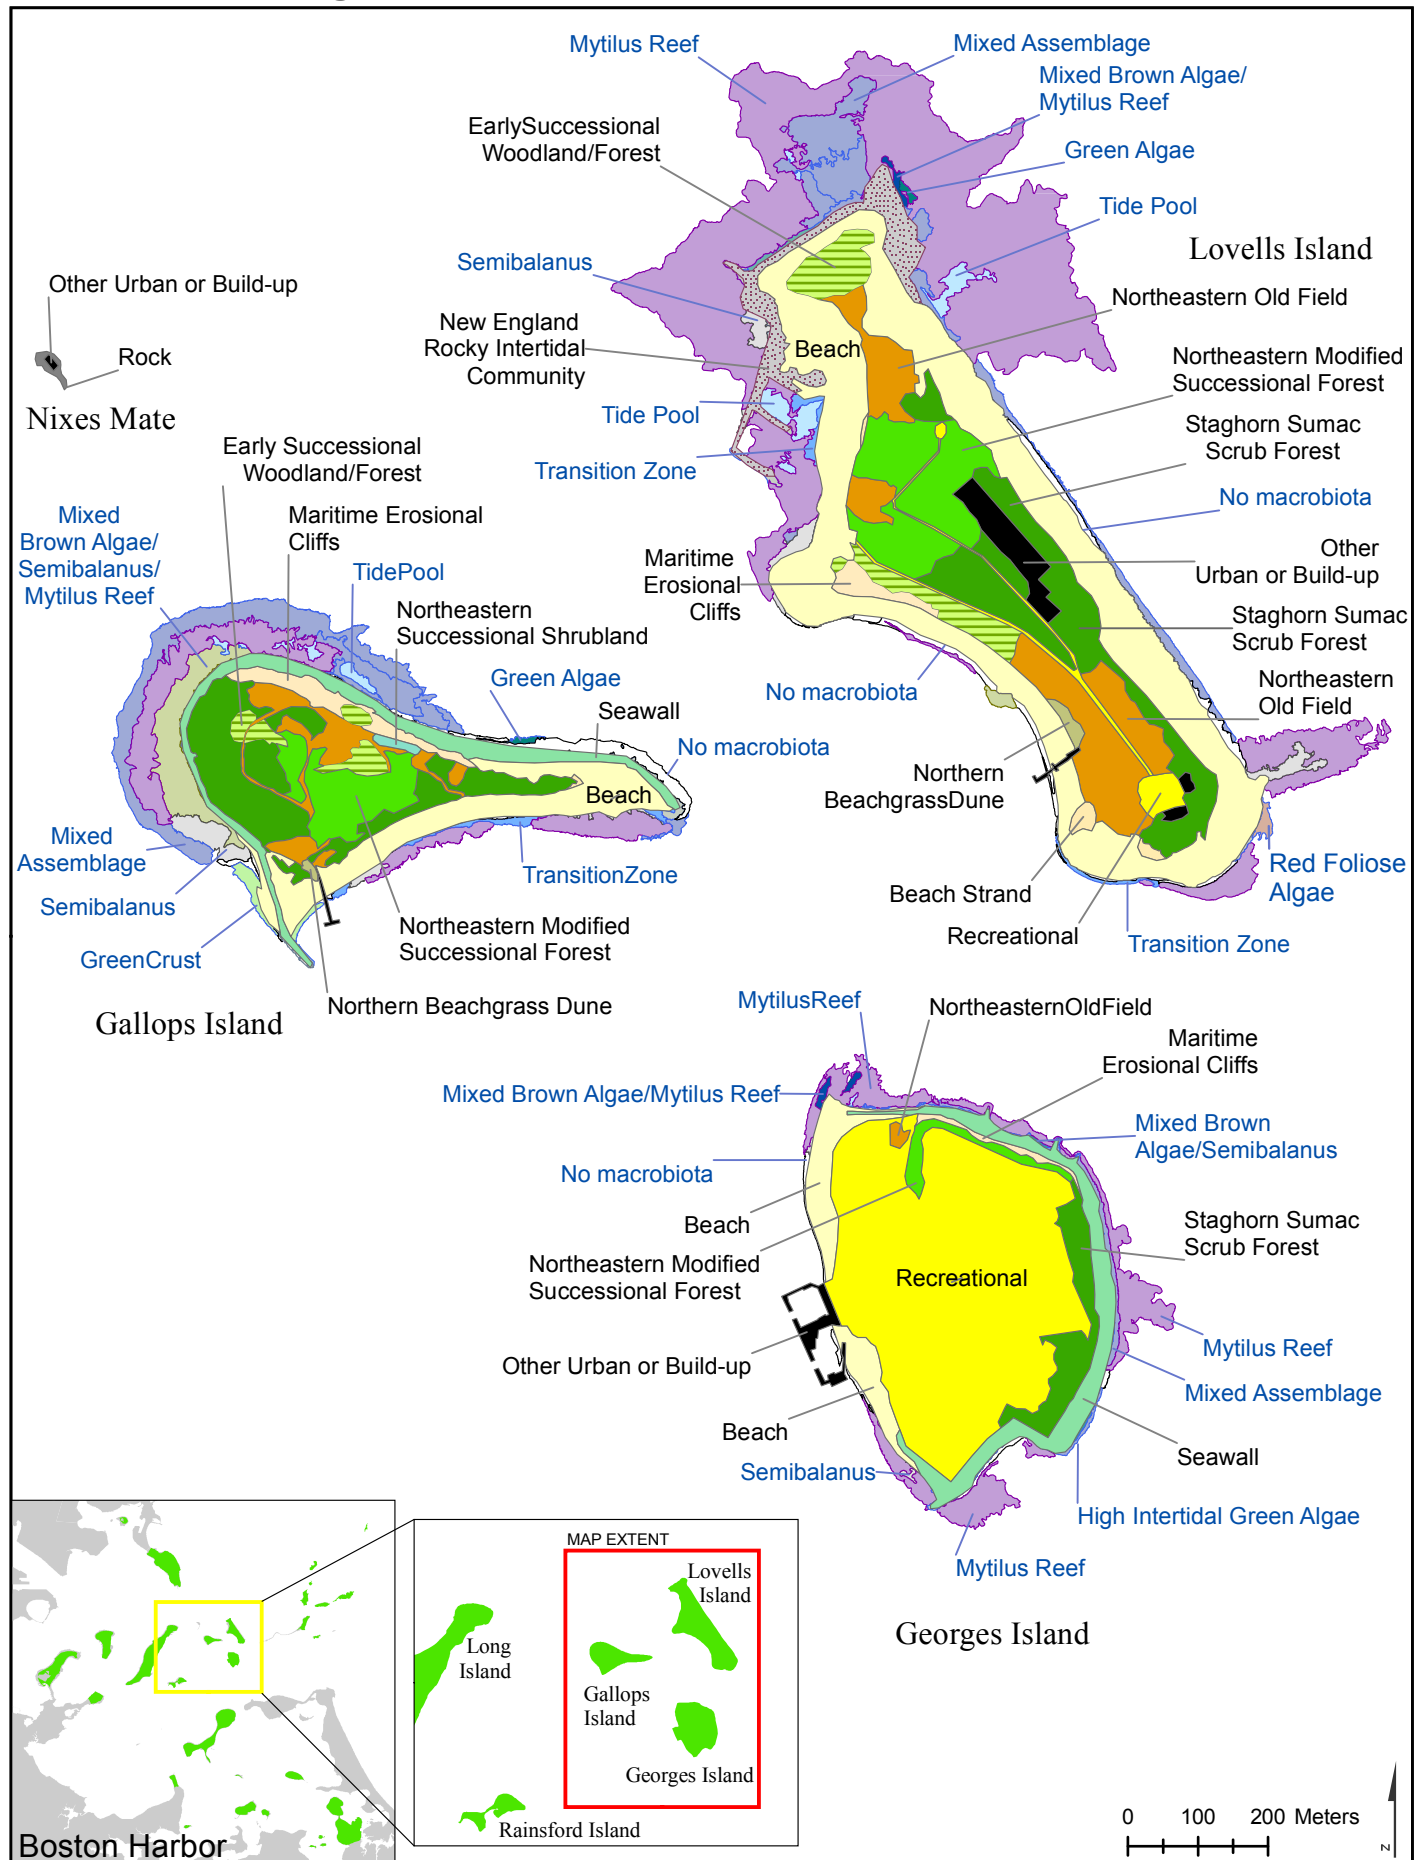 Mytilus Reef
Mixed Assemblage
Mixed Brown Algae/
Mytilus Reef
EarlySuccessional
Woodland/Forest
Green Algae
Tide Pool
Lovells Island
Semibalanus
Other Urban or Build-up
Northeastern Old Field
New England
Rocky Intertidal
Community
Beach
Rock
Northeastern Modified
Successional Forest
Nixes Mate
Tide Pool
Staghorn Sumac
Scrub Forest
Early Successional
Woodland/Forest
Transition Zone
No macrobiota
Mixed
Brown Algae/
Semibalanus/
Mytilus Reef
Maritime Erosional
Cliffs
Maritime
Erosional
Cliffs
Other
Urban or Build-up
TidePool
Northeastern
Successional Shrubland
Staghorn Sumac
Scrub Forest
Green Algae
No macrobiota
Northeastern
Old Field
Seawall
No macrobiota
Northern
BeachgrassDune
Beach
Mixed
Assemblage
TransitionZone
Beach Strand
Red Foliose
Algae
Semibalanus
Northeastern Modified
Successional Forest
Recreational
Transition Zone
GreenCrust
Northern Beachgrass Dune
Gallops Island
MytilusReef
NortheasternOldField
Maritime
Erosional Cliffs
Mixed Brown Algae/Mytilus Reef
Mixed Brown
Algae/Semibalanus
No macrobiota
Beach
Staghorn Sumac
Scrub Forest
Northeastern Modified
Successional Forest
Recreational
Mytilus Reef
Other Urban or Build-up
Mixed Assemblage
Beach
Seawall
Semibalanus
High Intertidal Green Algae
Mytilus Reef
Georges Island
MAP EXTENT
Lovells
Island
Long
Island
Gallops
Island
Georges Island
Rainsford Island
Boston Harbor
0 100 200 Meters
N